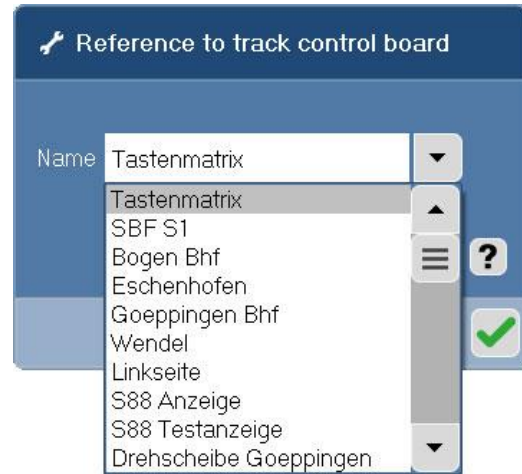 Reference to track control board
Name Tastenmatrix
Tastenmatrix
SBF S1
Bogen Bhf
Eschenhofen
Goeppingen Bhf
Wendel
Linkseite
S88 Anzeige
S88 Testanzeige
Drehscheibe Goeppingen
?